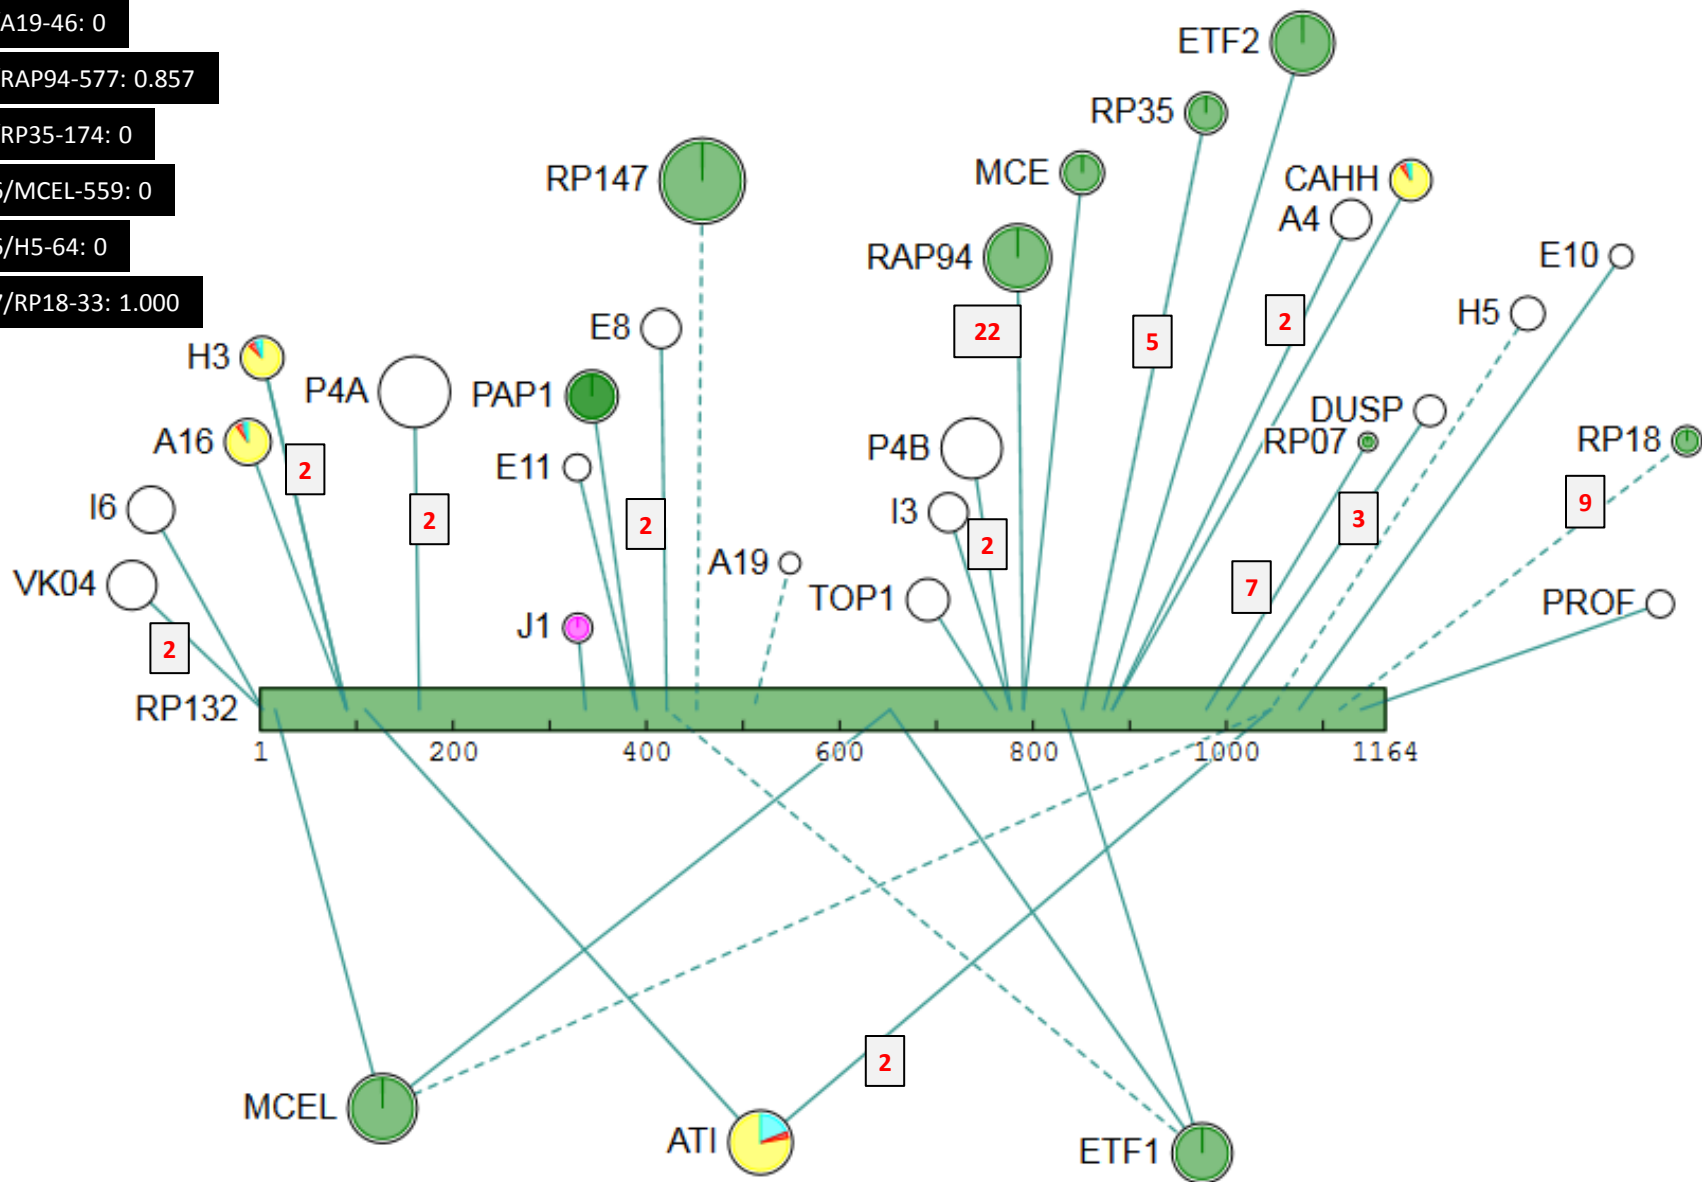 A19-46: 0
RAP94-577: 0.857
RP35-174: 0
/MCEL-559: 0
/H5-64: 0
/RP18-33: 1.000
ETF2
RP35
MCE
CAHH
A4
RP147
RAP94
E10
22
2
5
H5
E8
H3
P4A
PAP1
DUSP
RP07
RP18
A16
P4B
E11
2
I6
2
2
I3
2
3
9
VK04
A19
TOP1
7
PROF
J1
2
RP132
1
200
400
600
800
1000
1164
2
MCEL
ATI
ETF1